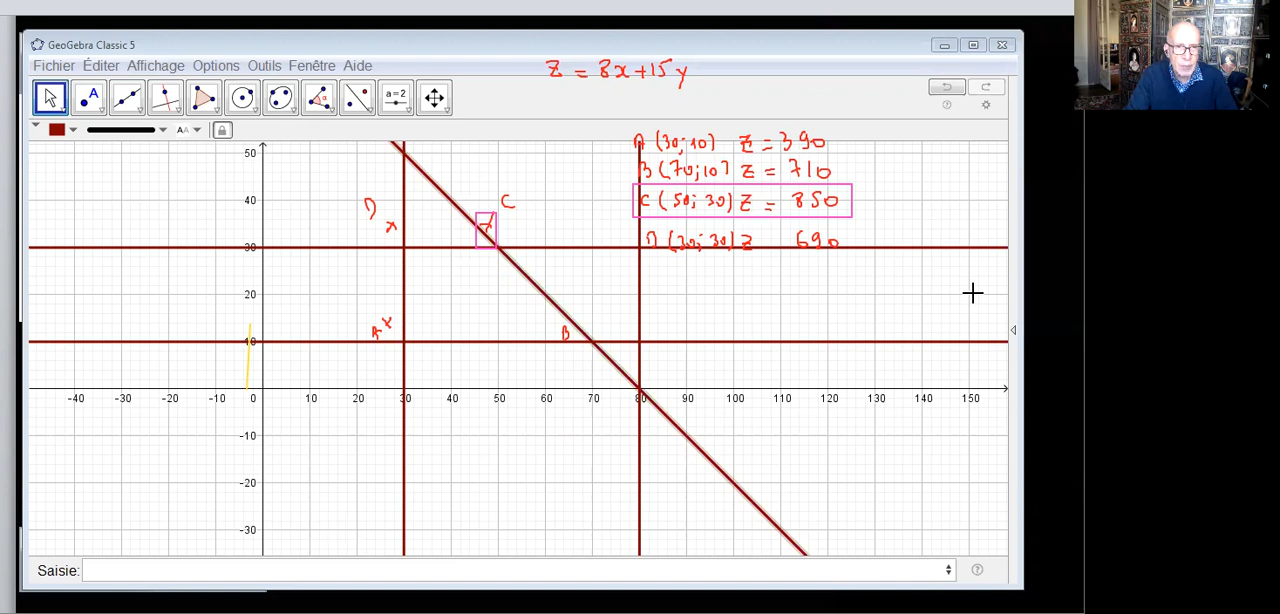 GeoGebra Classic 5
Fichier Éditer Affichage Options Outils Fenêtre Aide
Z = 8x+15y
A a=2
AA
A (30; 10) Z = 390
B (70; 10) Z = 710
C (50; 30) Z = 850
D (30; 30) Z 690
D C
A B
50
40
30
20
10
-40 -30 -20 -10 0 10 20 30 40 50 60 70 80 90 100 110 120 130 140 150
-10
-20
-30
Saisie: